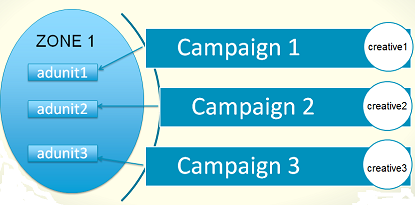 ZONE 1
adunit1
adunit2
adunit3
Campaign 1
creative1
Campaign 2
creative2
Campaign 3
creative3